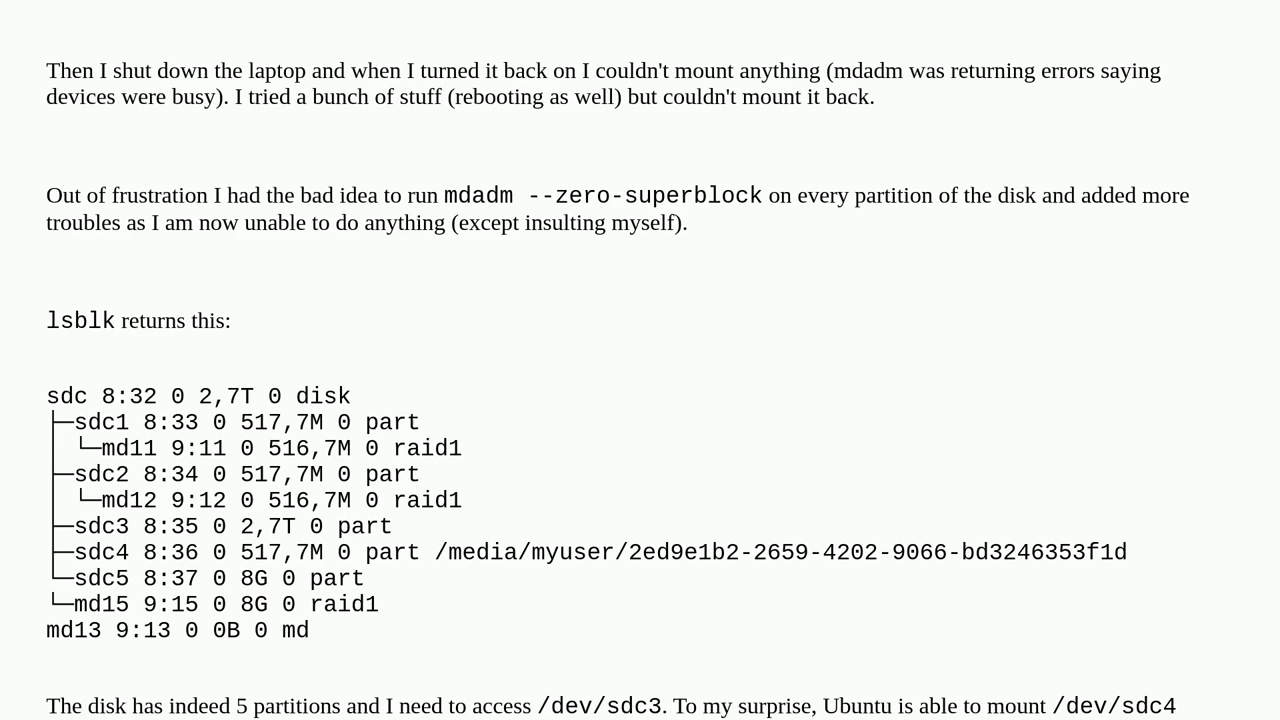 Then I shut down the laptop and when I turned it back on I couldn't mount anything (mdadm was returning errors saying
devices were busy). I tried a bunch of stuff (rebooting as well) but couldn't mount it back.
Out of frustration I had the bad idea to run mdadm --zero-superblock on every partition of the disk and added more
troubles as I am now unable to do anything (except insulting myself).
lsblk returns this:
sdc 8:32 0 2,7T 0 disk
├─sdc1 8:33 0 517,7M 0 part
│ └─md11 9:11 0 516,7M 0 raid1
├─sdc2 8:34 0 517,7M 0 part
│ └─md12 9:12 0 516,7M 0 raid1
├─sdc3 8:35 0 2,7T 0 part
├─sdc4 8:36 0 517,7M 0 part /media/myuser/2ed9e1b2-2659-4202-9066-bd3246353f1d
└─sdc5 8:37 0 8G 0 part
└─md15 9:15 0 8G 0 raid1
md13 9:13 0 0B 0 md
The disk has indeed 5 partitions and I need to access /dev/sdc3. To my surprise, Ubuntu is able to mount /dev/sdc4